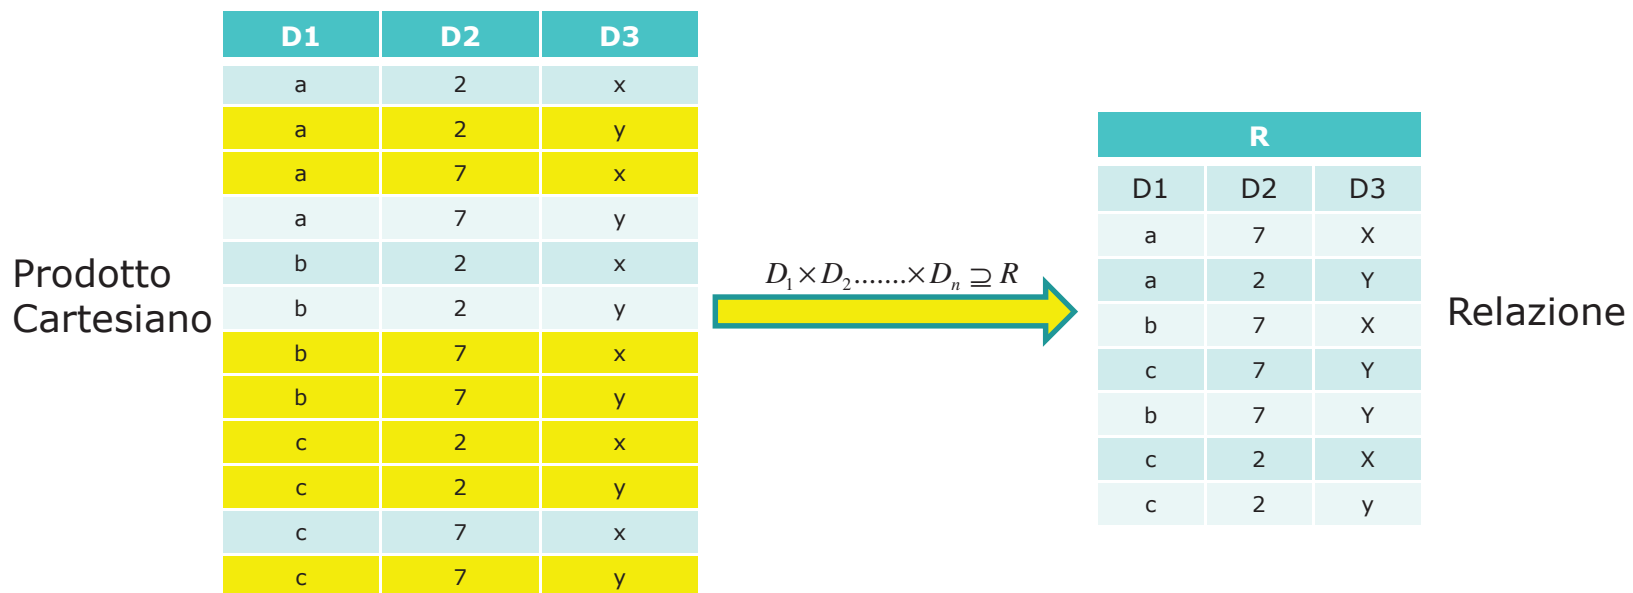 Prodotto
Cartesiano
D1 D2 D3
a 2 x
a 2 y
a 7 x
a 7 y
b 2 x
b 2 y
b 7 x
b 7 y
c 2 x
c 2 y
c 7 x
c 7 y
D₁×D₂.......×Dₙ ⊇ R
R
D1 D2 D3
a 7 X
a 2 Y
b 7 X
c 7 Y
b 7 Y
c 2 X
c 2 y
Relazione